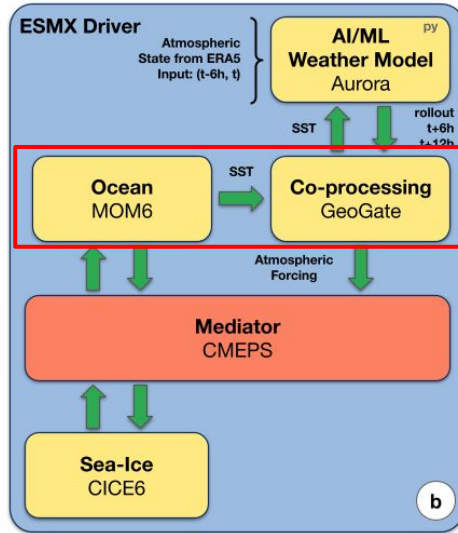 ESMX Driver
Atmospheric
State from ERA5
Input: (t-6h, t)
py
AI/ML
Weather Model
Aurora
SST
rollout
t+6h
t+12h
Ocean
MOM6
SST
Co-processing
GeoGate
Atmospheric
Forcing
Mediator
CMEPS
Sea-Ice
CICE6
b